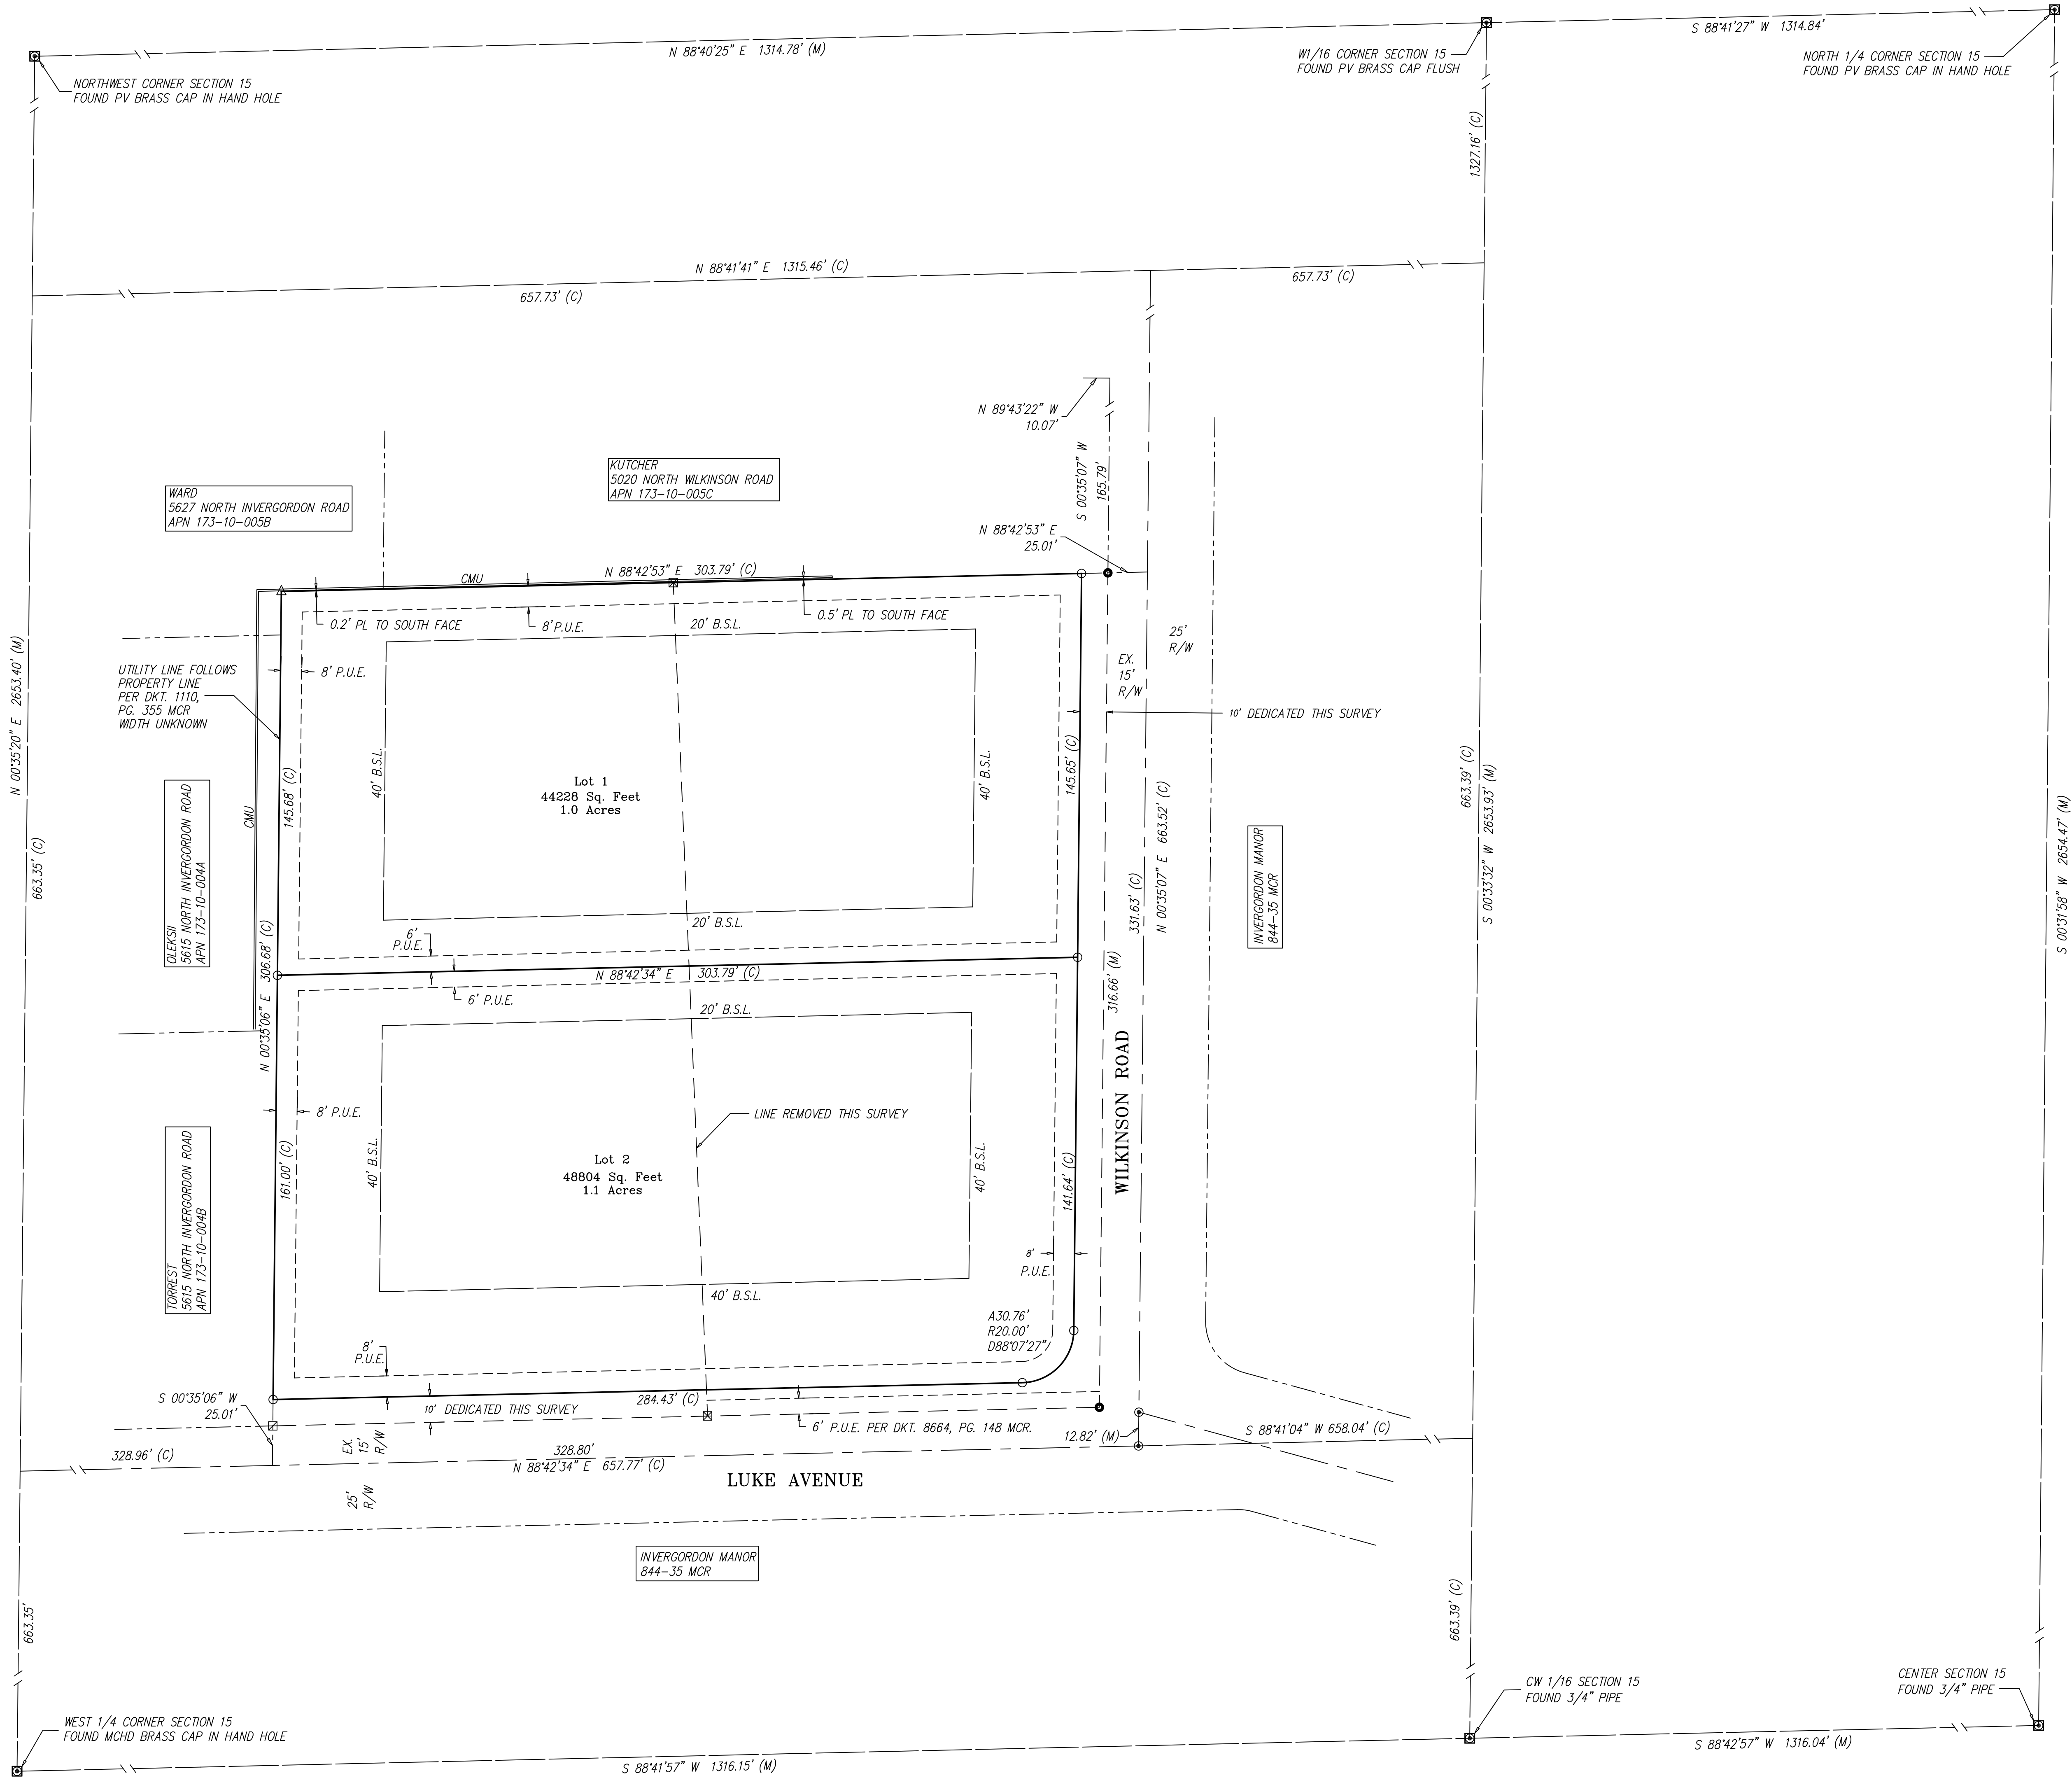 N 88°40'25" E 1314.78' (M)
S 88°41'27" W 1314.84'
NORTHWEST CORNER SECTION 15
FOUND PV BRASS CAP IN HAND HOLE
W1/16 CORNER SECTION 15
FOUND PV BRASS CAP FLUSH
NORTH 1/4 CORNER SECTION 15
FOUND PV BRASS CAP IN HAND HOLE
1327.16' (C)
N 88°41'41" E 1315.46' (C)
657.73' (C)
657.73' (C)
N 89°43'22" W
10.07'
S 00°35'07" W
165.79'
KUTCHER
5020 NORTH WILKINSON ROAD
APN 173-10-005C
WARD
5627 NORTH INVERGORDON ROAD
APN 173-10-005B
N 88°42'53" E
25.01'
CMU
N 88°42'53" E 303.79' (C)
0.2' PL TO SOUTH FACE
8' P.U.E.
20' B.S.L.
0.5' PL TO SOUTH FACE
25'
R/W
EX.
15'
R/W
UTILITY LINE FOLLOWS
PROPERTY LINE
PER DKT. 1110,
PG. 355 MCR
WIDTH UNKNOWN
8' P.U.E.
10' DEDICATED THIS SURVEY
N 00°35'20" E 2653.40' (M)
663.35' (C)
OLEKSII
5615 NORTH INVERGORDON ROAD
APN 173-10-004A
CMU
145.68' (C)
40' B.S.L.
Lot 1
44228 Sq. Feet
1.0 Acres
40' B.S.L.
145.65' (C)
331.63' (C)
N 00°35'07" E 663.52' (C)
INVERGORDON MANOR
844-35 MCR
663.39' (C)
S 00°33'32" W 2653.93' (M)
S 00°31'58" W 2654.47' (M)
20' B.S.L.
6'
P.U.E.
N 88°42'34" E 303.79' (C)
6' P.U.E.
20' B.S.L.
N 00°35'06" E 306.68' (C)
316.66' (M)
WILKINSON ROAD
8' P.U.E.
LINE REMOVED THIS SURVEY
TORREST
5615 NORTH INVERGORDON ROAD
APN 173-10-004B
161.00' (C)
40' B.S.L.
Lot 2
48804 Sq. Feet
1.1 Acres
40' B.S.L.
141.64' (C)
8'
P.U.E.
40' B.S.L.
A30.76'
R20.00'
D88°07'27"
8'
P.U.E.
S 00°35'06" W
25.01'
10' DEDICATED THIS SURVEY
284.43' (C)
6' P.U.E. PER DKT. 8664, PG. 148 MCR.
12.82' (M)
S 88°41'04" W 658.04' (C)
EX.
15'
R/W
328.96' (C)
328.80'
N 88°42'34" E 657.77' (C)
LUKE AVENUE
25'
R/W
INVERGORDON MANOR
844-35 MCR
663.35'
663.39' (C)
CW 1/16 SECTION 15
FOUND 3/4" PIPE
CENTER SECTION 15
FOUND 3/4" PIPE
WEST 1/4 CORNER SECTION 15
FOUND MCHD BRASS CAP IN HAND HOLE
S 88°41'57" W 1316.15' (M)
S 88°42'57" W 1316.04' (M)